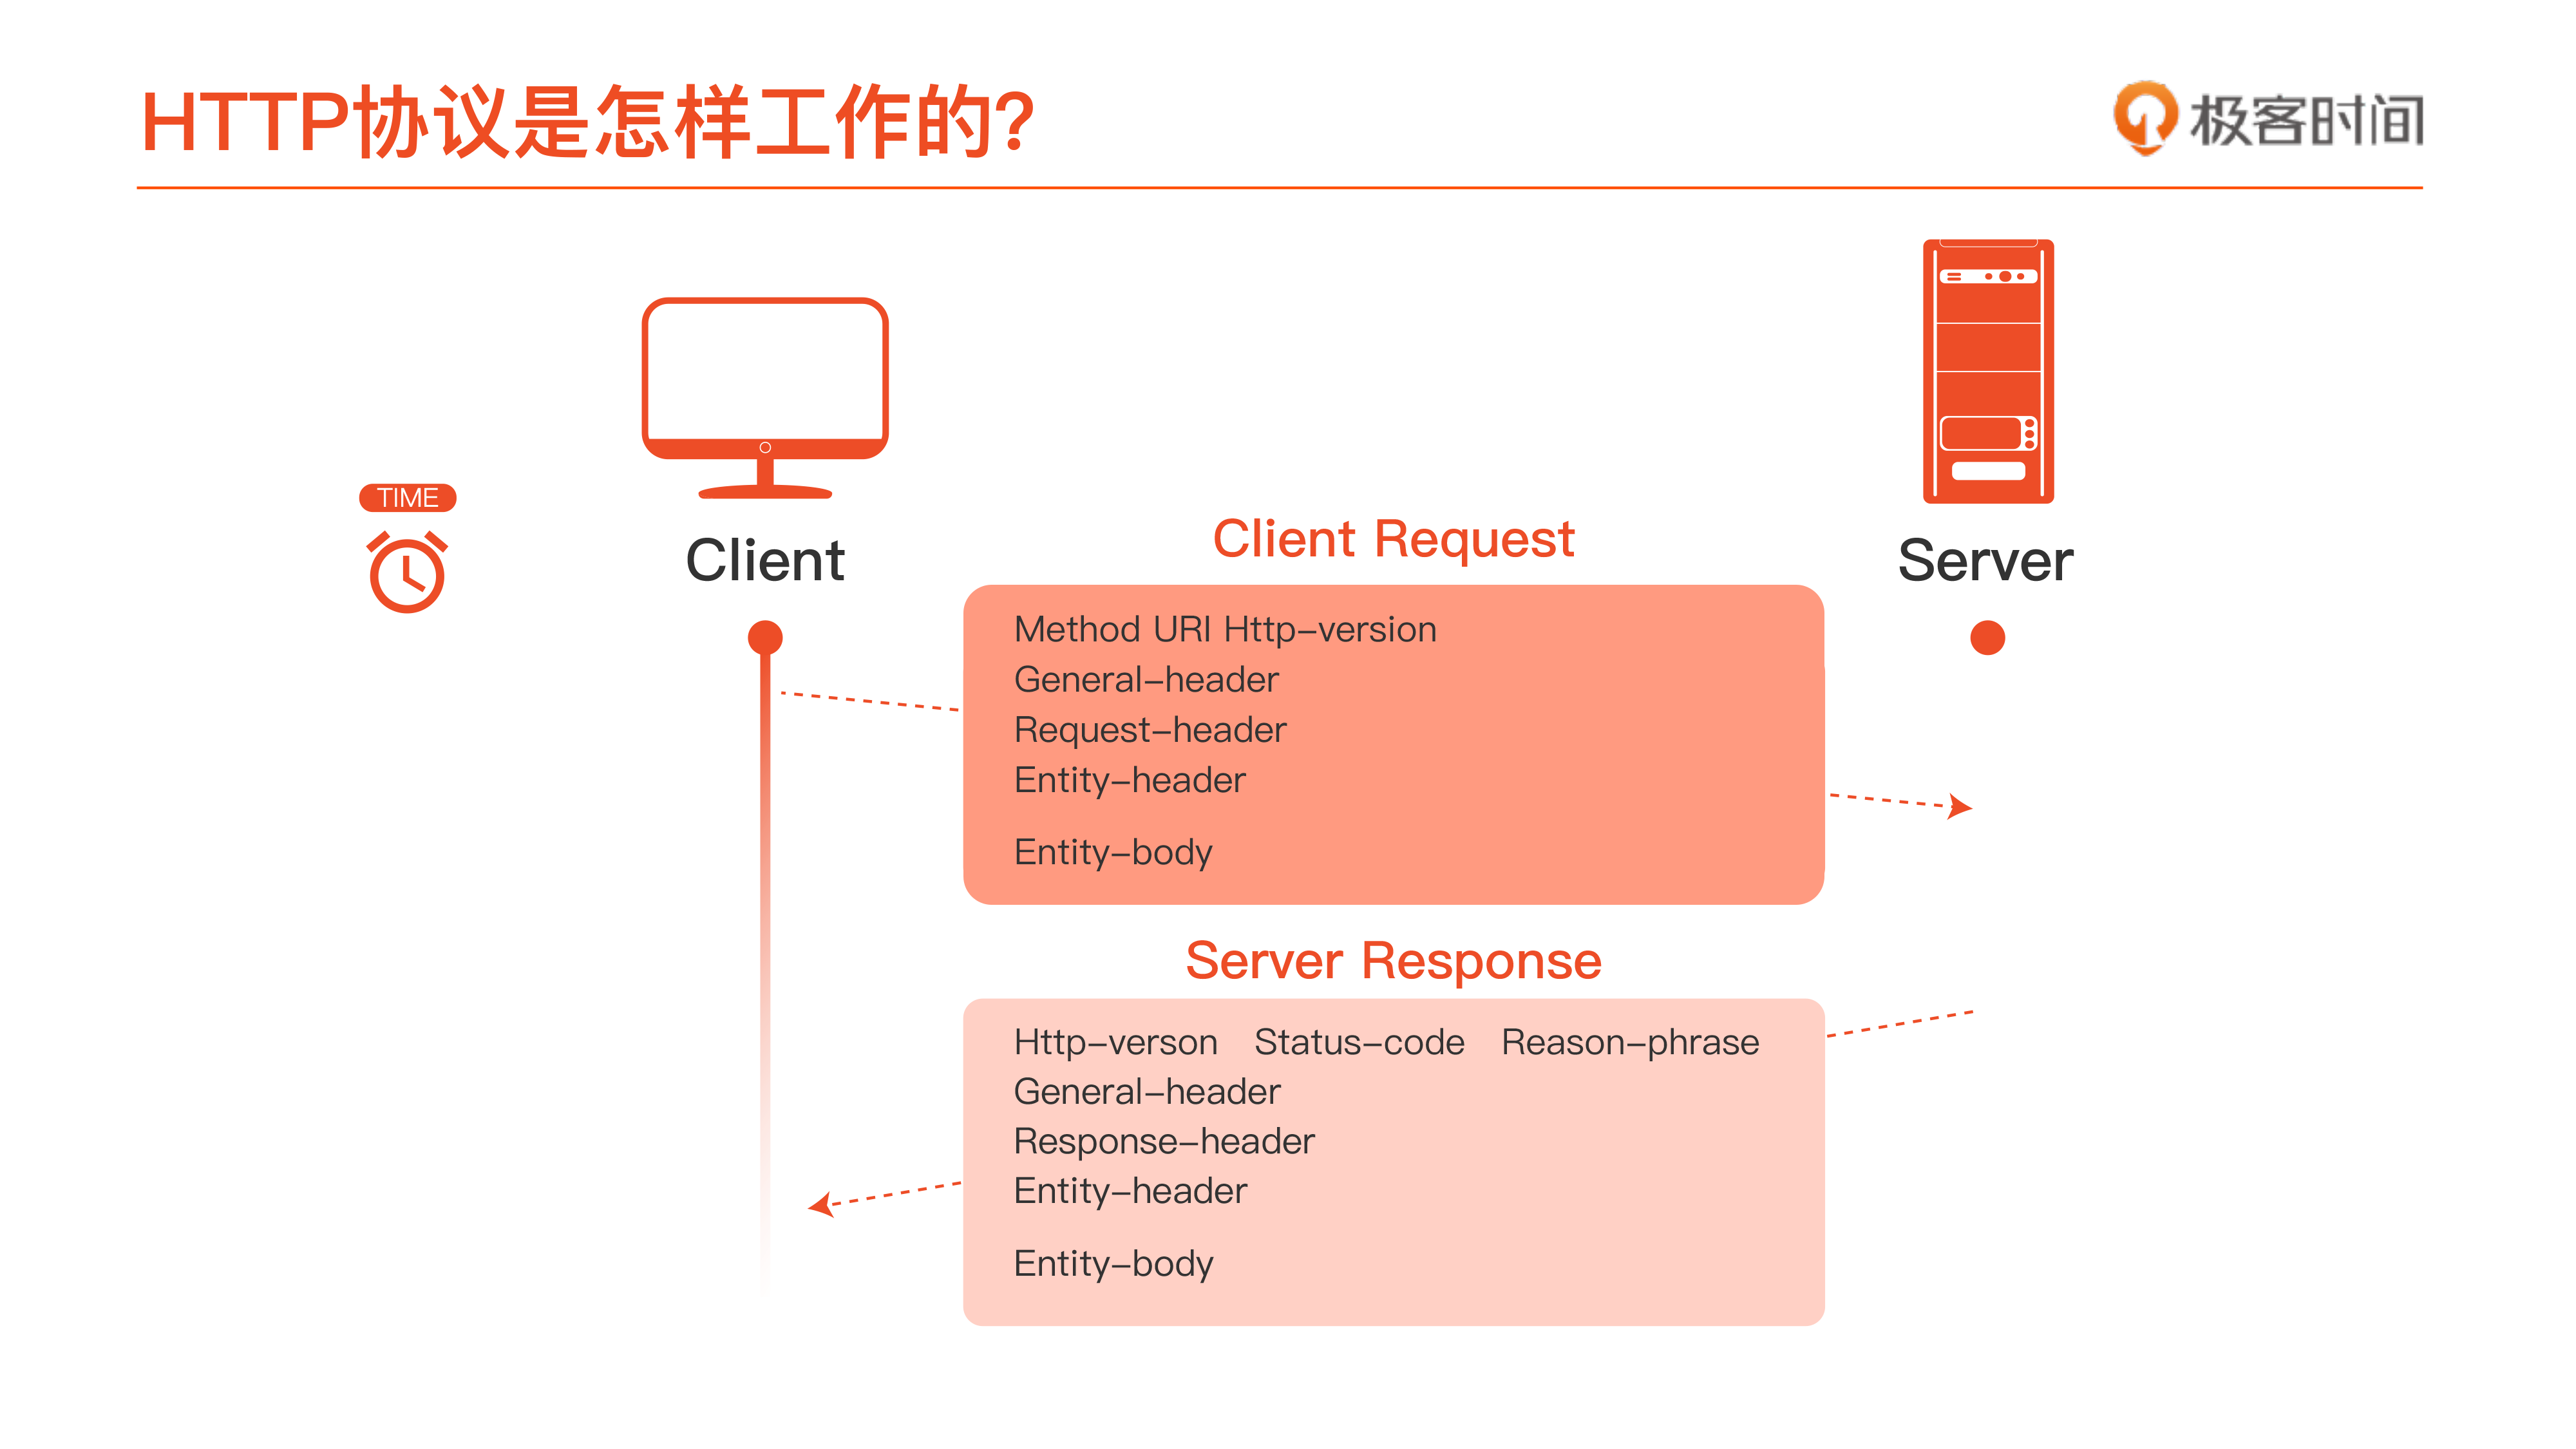 HTTP协议是怎样工作的?
极客时间
TIME
Client
Server
Client Request
Method URI Http-version
General-header
Request-header
Entity-header
Entity-body
Server Response
Http-verson Status-code Reason-phrase
General-header
Response-header
Entity-header
Entity-body